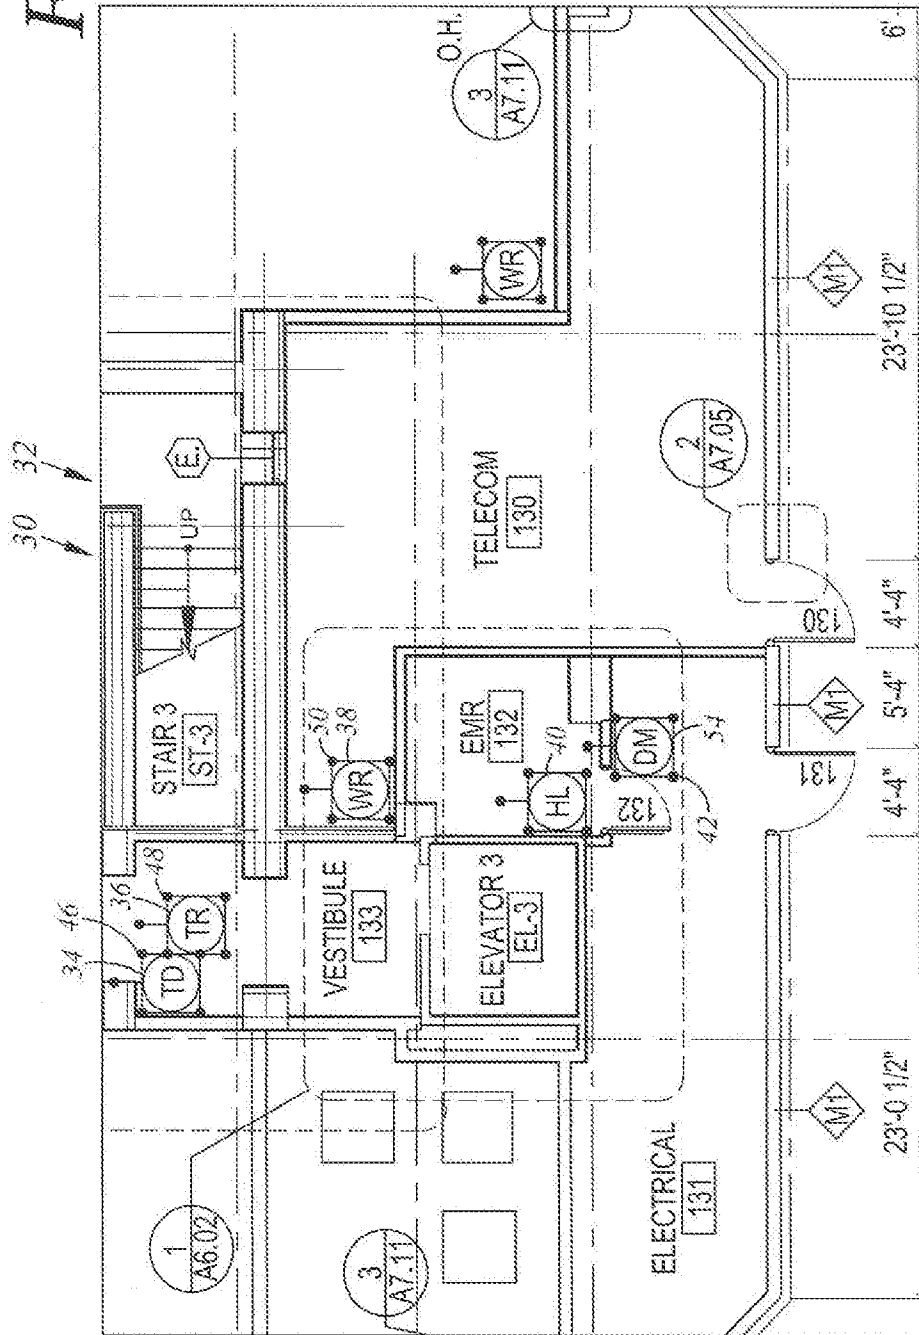 30
32
1
A6.02
34
46
36
48
TD
TR
STAIR 3
ST-3
UP
E.
VESTIBULE
133
50
38
WR
3
A7.11
O.H.
3
A7.11
WR
ELEVATOR 3
EL-3
EMR
132
40
HL
TELECOM
130
132
DM
54
42
ELECTRICAL
131
2
A7.05
131
130
M1
M1
M1
23'-0 1/2"
4'-4"
5'-4"
4'-4"
23'-10 1/2"
6'-